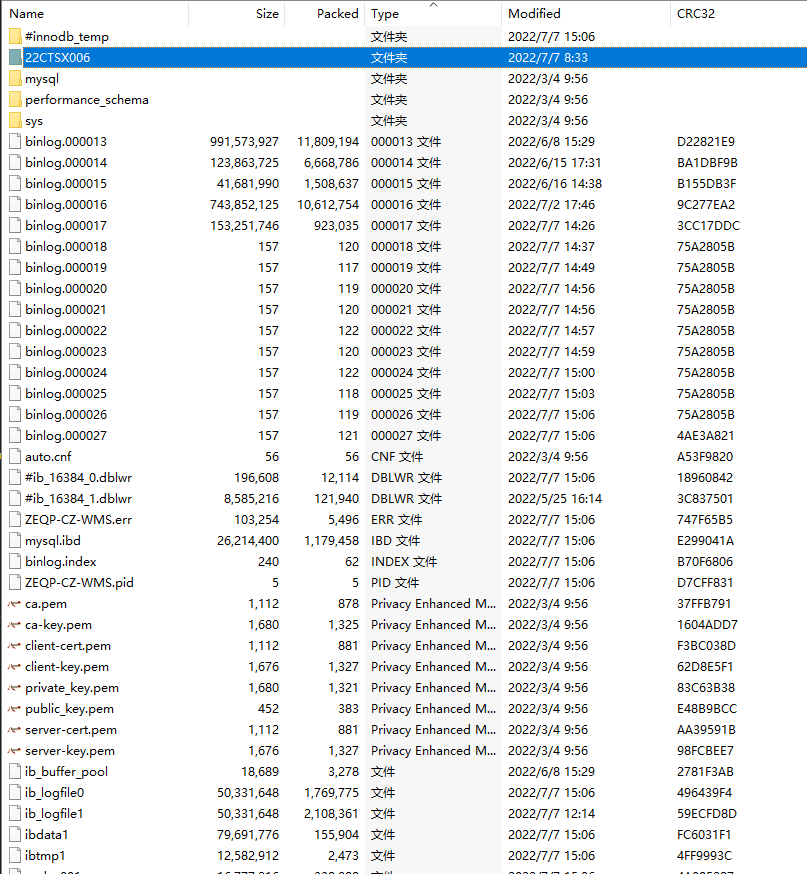 Name Size Packed Type Modified CRC32
#innodb_temp 文件夹 2022/7/7 15:06
22CTSX006 文件夹 2022/7/7 8:33
mysql 文件夹 2022/3/4 9:56
performance_schema 文件夹 2022/3/4 9:56
sys 文件夹 2022/3/4 9:56
binlog.000013 991,573,927 11,809,194 000013 文件 2022/6/8 15:29 D22821E9
binlog.000014 123,863,725 6,668,786 000014 文件 2022/6/15 17:31 BA1DBF9B
binlog.000015 41,681,990 1,508,637 000015 文件 2022/6/16 14:38 B155DB3F
binlog.000016 743,852,125 10,612,754 000016 文件 2022/7/2 17:46 9C277EA2
binlog.000017 153,251,746 923,035 000017 文件 2022/7/7 14:26 3CC17DDC
binlog.000018 157 120 000018 文件 2022/7/7 14:37 75A2805B
binlog.000019 157 117 000019 文件 2022/7/7 14:49 75A2805B
binlog.000020 157 119 000020 文件 2022/7/7 14:56 75A2805B
binlog.000021 157 120 000021 文件 2022/7/7 14:56 75A2805B
binlog.000022 157 122 000022 文件 2022/7/7 14:57 75A2805B
binlog.000023 157 120 000023 文件 2022/7/7 14:59 75A2805B
binlog.000024 157 122 000024 文件 2022/7/7 15:00 75A2805B
binlog.000025 157 118 000025 文件 2022/7/7 15:03 75A2805B
binlog.000026 157 119 000026 文件 2022/7/7 15:06 75A2805B
binlog.000027 157 121 000027 文件 2022/7/7 15:06 4AE3A821
auto.cnf 56 56 CNF 文件 2022/3/4 9:56 A53F9820
#ib_16384_0.dblwr 196,608 12,114 DBLWR 文件 2022/7/7 15:06 18960842
#ib_16384_1.dblwr 8,585,216 121,940 DBLWR 文件 2022/5/25 16:14 3C837501
ZEQP-CZ-WMS.err 103,254 5,496 ERR 文件 2022/7/7 15:06 747F65B5
mysql.ibd 26,214,400 1,179,458 IBD 文件 2022/7/7 15:06 E299041A
binlog.index 240 62 INDEX 文件 2022/7/7 15:06 B70F6806
ZEQP-CZ-WMS.pid 5 5 PID 文件 2022/7/7 15:06 D7CFF831
ca.pem 1,112 878 Privacy Enhanced M... 2022/3/4 9:56 37FFB791
ca-key.pem 1,680 1,325 Privacy Enhanced M... 2022/3/4 9:56 1604ADD7
client-cert.pem 1,112 881 Privacy Enhanced M... 2022/3/4 9:56 F3BC038D
client-key.pem 1,676 1,327 Privacy Enhanced M... 2022/3/4 9:56 62D8E5F1
private_key.pem 1,680 1,321 Privacy Enhanced M... 2022/3/4 9:56 83C63B38
public_key.pem 452 383 Privacy Enhanced M... 2022/3/4 9:56 E48B9BCC
server-cert.pem 1,112 881 Privacy Enhanced M... 2022/3/4 9:56 AA39591B
server-key.pem 1,676 1,327 Privacy Enhanced M... 2022/3/4 9:56 98FCBEE7
ib_buffer_pool 18,689 3,278 文件 2022/6/8 15:29 2781F3AB
ib_logfile0 50,331,648 1,769,775 文件 2022/7/7 15:06 496439F4
ib_logfile1 50,331,648 2,108,361 文件 2022/7/7 12:14 59ECFD8D
ibdata1 79,691,776 155,904 文件 2022/7/7 15:06 FC6031F1
ibtmp1 12,582,912 2,473 文件 2022/7/7 15:06 4FF9993C